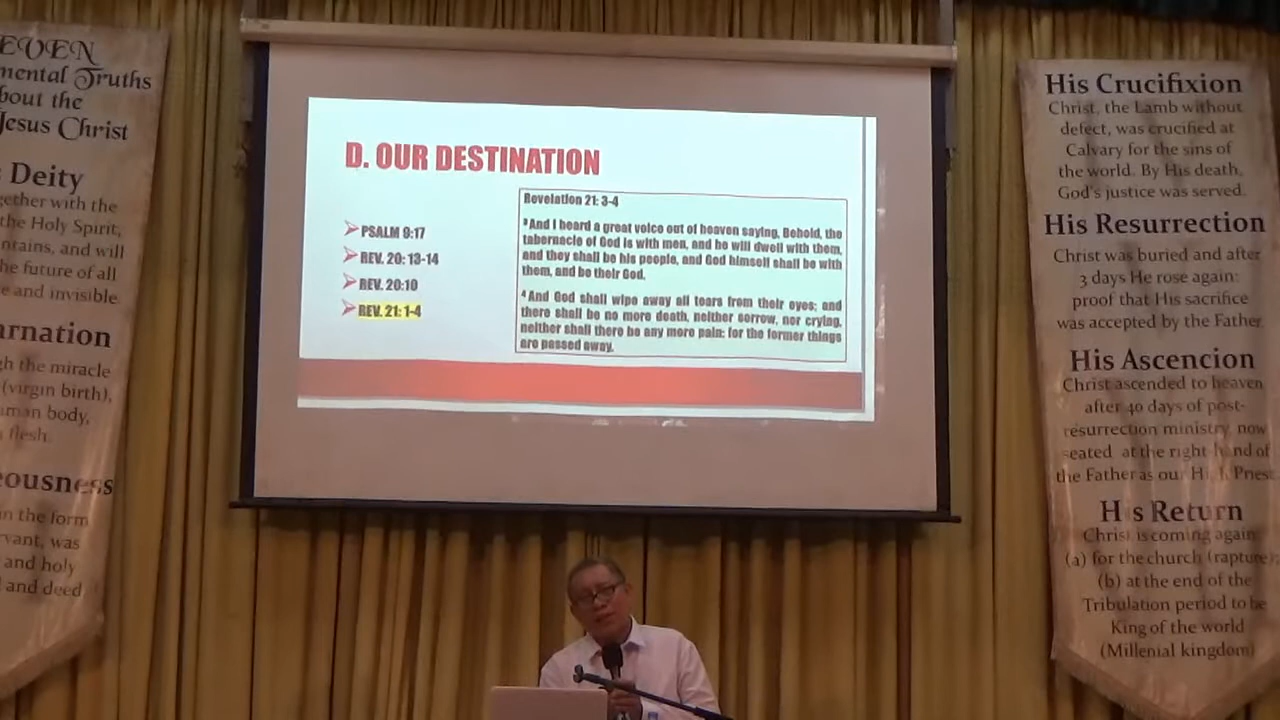 EVEN
mental Truths
bout the
Jesus Christ
Deity
gether with the
the Holy Spirit,
ntains, and will
he future of all
e and invisible.
arnation
gh the miracle
(virgin birth),
uman body,
flesh.
eousness
in the form
rvant, was
and holy
and deed
D. OUR DESTINATION
PSALM 9:17
REV. 20: 13-14
REV. 20:10
REV. 21: 1-4
Revelation 21: 3-4
3And I heard a great voice out of heaven saying, Behold, the
tabernacle of God is with men, and he will dwell with them,
and they shall be his people, and God himself shall be with
them, and be their God.
4 And God shall wipe away all tears from their eyes; and
there shall be no more death, neither sorrow, nor crying,
neither shall there be any more pain: for the former things
are passed away.
His Crucifixion
Christ, the Lamb without
defect, was crucified at
Calvary for the sins of
the world. By His death,
God's justice was served.
His Resurrection
Christ was buried and after
3 days He rose again:
proof that His sacrifice
was accepted by the Father.
His Ascencion
Christ ascended to heaven
after 40 days of post-
resurrection ministry, now
seated at the right hand of
the Father as our High Priest
His Return
Christ is coming again:
(a) for the church (rapture);
(b) at the end of the
Tribulation period to be
King of the world
(Millenial kingdom)